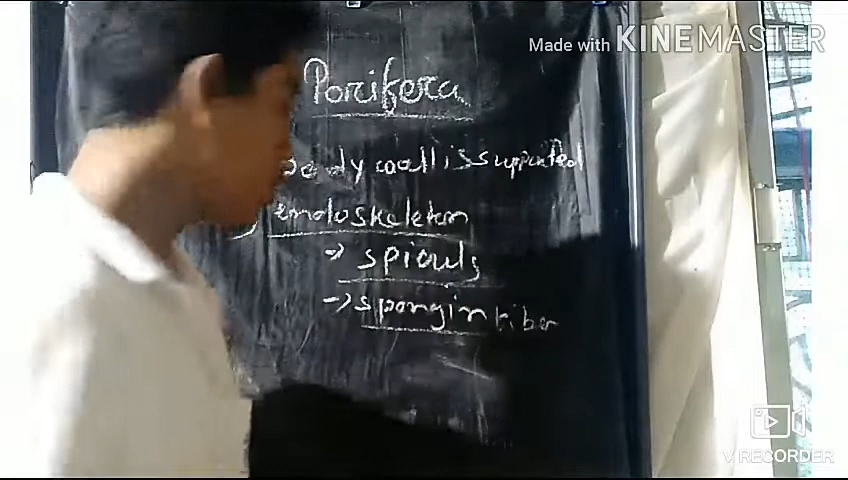 Made with KINEMASTER
Porifera
body wall is supported
endoskeleton
→ spiculs
→ spongin fiber
V RECORDER